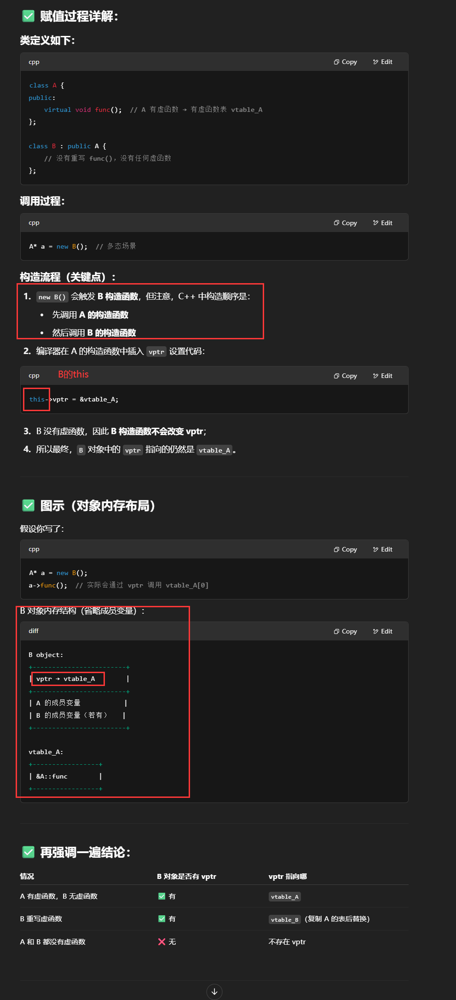 ✅ 赋值过程详解：
类定义如下：
cpp Copy Edit
class A {
public:
    virtual void func();  // A 有虚函数 → 有虚函数表 vtable_A
};

class B : public A {
    // 没有重写 func()，没有任何虚函数
};
调用过程：
cpp Copy Edit
A* a = new B();  // 多态场景
构造流程（关键点）：
1. new B() 会触发 B 构造函数，但注意，C++ 中构造顺序是：
• 先调用 A 的构造函数
• 然后调用 B 的构造函数
2. 编译器在 A 的构造函数中插入 vptr 设置代码：
cpp B的this Copy Edit
this->vptr = &vtable_A;
3. B 没有虚函数，因此 B 构造函数不会改变 vptr；
4. 所以最终，B 对象中的 vptr 指向的仍然是 vtable_A。
✅ 图示（对象内存布局）
假设你写了：
cpp Copy Edit
A* a = new B();
a->func();  // 实际会通过 vptr 调用 vtable_A[0]
B 对象内存结构（省略成员变量）：
diff Copy Edit
B object:
+------------------------+
| vptr → vtable_A        |
+------------------------+
| A 的成员变量           |
| B 的成员变量（若有）   |
+------------------------+

vtable_A:
+-----------------+
| &A::func        |
+-----------------+
✅ 再强调一遍结论：
情况 B 对象是否有 vptr vptr 指向哪
A 有虚函数，B 无虚函数 ✅ 有 vtable_A
B 重写虚函数 ✅ 有 vtable_B（复制 A 的表后替换）
A 和 B 都没有虚函数 ❌ 无 不存在 vptr